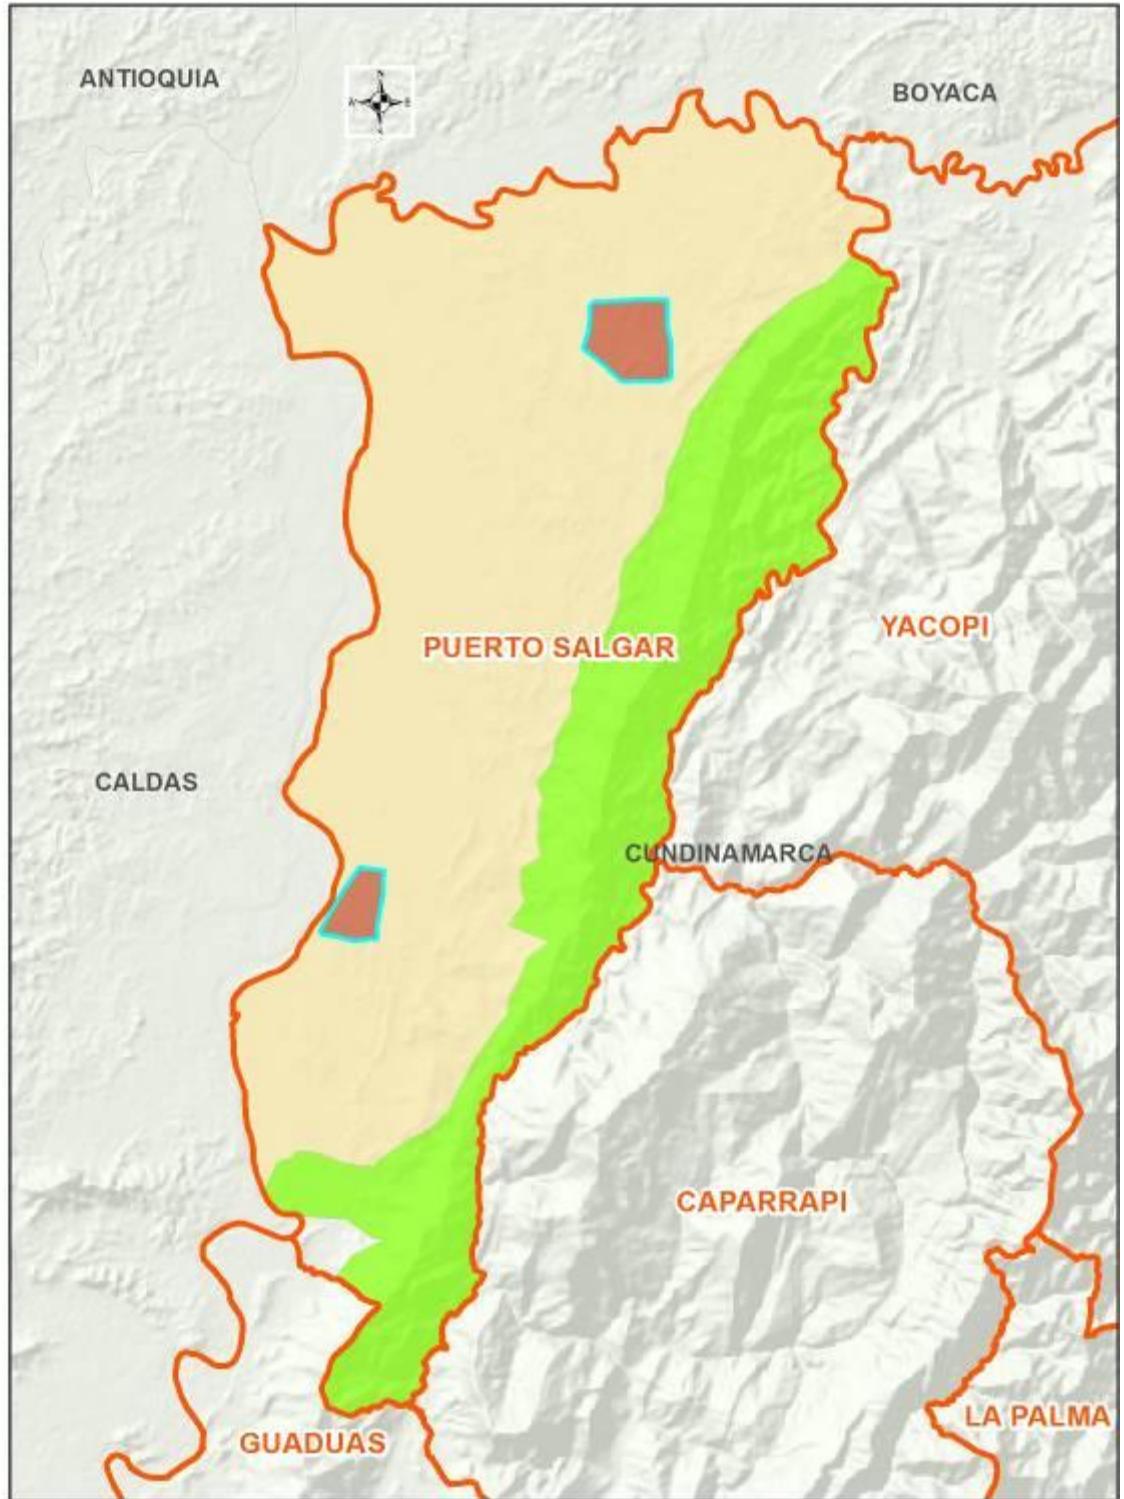 ANTIOQUIA
BOYACA
YACOPI
PUERTO SALGAR
CALDAS
CUNDINAMARCA
CAPARRAPI
LA PALMA
GUADUAS